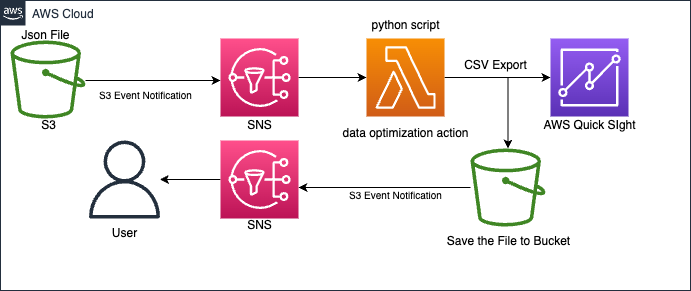 aws
AWS Cloud
Json File
S3
S3 Event Notification
SNS
python script
data optimization action
CSV Export
AWS Quick SIght
Save the File to Bucket
S3 Event Notification
SNS
User